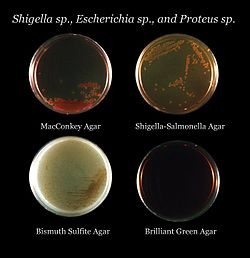 Shigella sp., Escherichia sp., and Proteus sp.
MacConkey Agar
Shigella-Salmonella Agar
Bismuth Sulfite Agar
Brilliant Green Agar